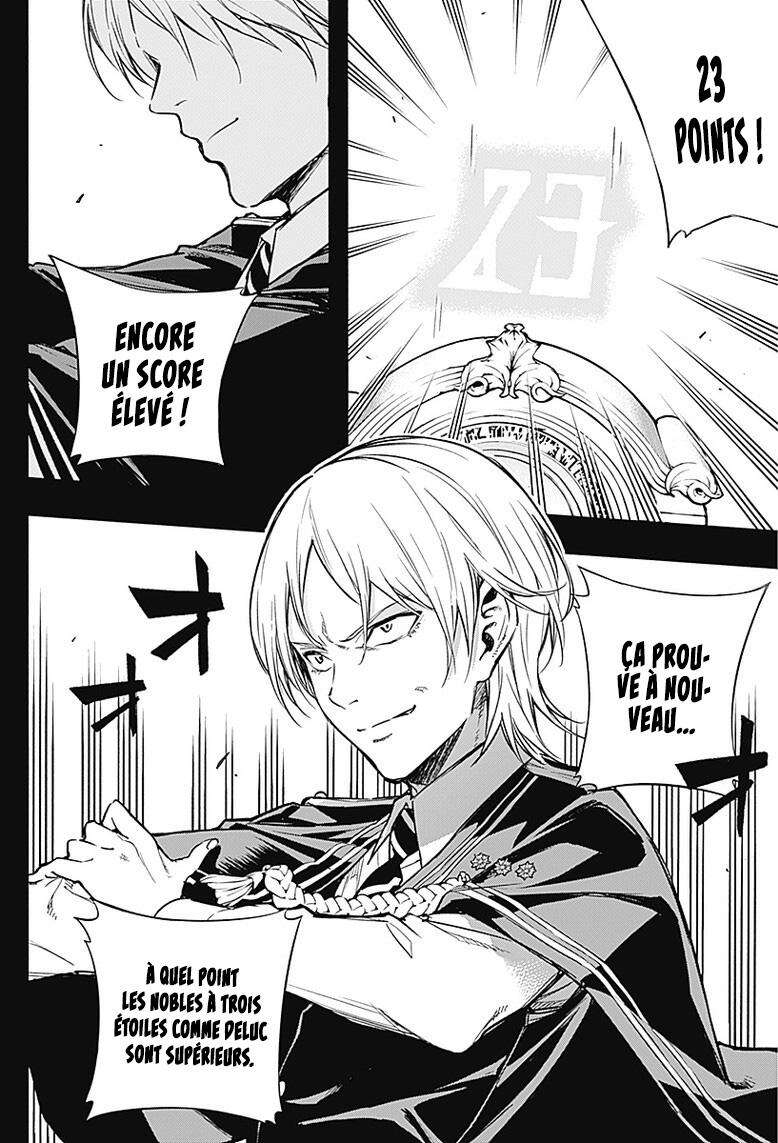 23
POINTS !
23
ENCORE
UN SCORE
ÉLEVÉ !
ÇA PROU-
VE À NOU-
VEAU...
オ
オ
オ
À QUEL POINT
LES NOBLES À TROIS
ÉTOILES COMME DELUC
SONT SUPÉRIEURS.